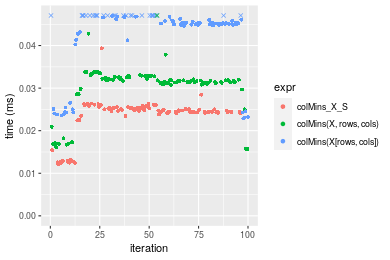 time (ms)
0.04
0.03
0.02
0.01
0.00
0
25
50
75
100
iteration
expr
colMins_X_S
colMins(X, rows, cols)
colMins(X[rows, cols])